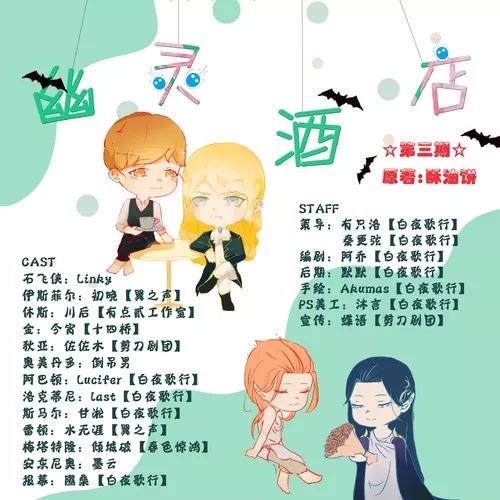 幽灵酒店
☆第三期☆
原著:酥油饼
CAST
石飞侠: Linky
伊斯菲尔: 初晓【翼之声】
休斯: 川后【有点贰工作室】
金: 今宵【十四桥】
狄亚: 佐佐木【剪刀剧团】
奥美丹多: 倒吊男
阿巴顿: Lucifer【白夜歌行】
洛克蒂尼: Last【白夜歌行】
斯马尔: 甘凇【白夜歌行】
雷顿: 水无涯【翼之声】
梅塔特隆: 倾城破【春色惊鸿】
安东尼奥: 墨云
报幕: 臨桑【白夜歌行】
STAFF
策导: 有只洛【白夜歌行】
秦更弦【白夜歌行】
编剧: 阿乔【白夜歌行】
后期: 默默【白夜歌行】
手绘: Akumas【白夜歌行】
PS美工: 沐言【白夜歌行】
宣传: 蝶语【剪刀剧团】